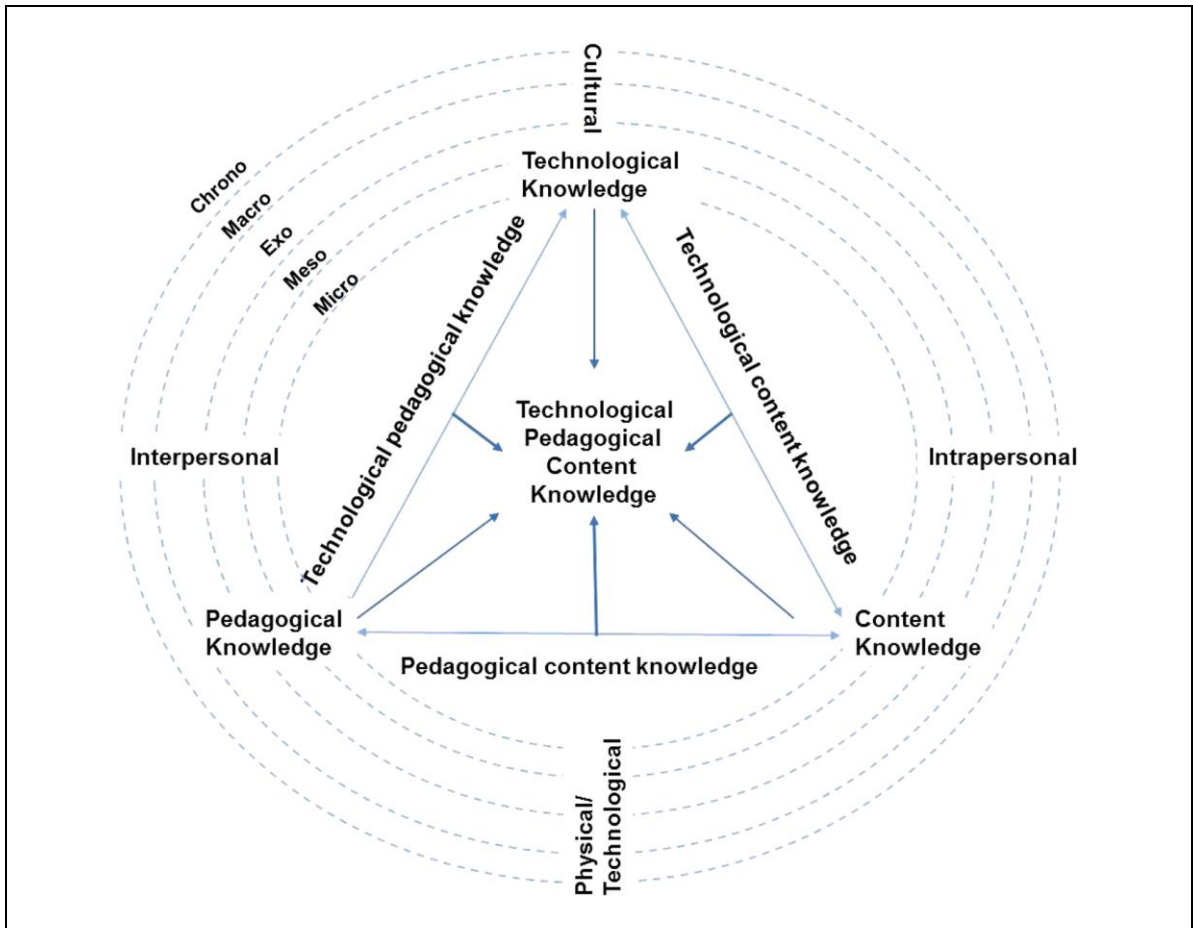 Cultural
Technological
Knowledge
Chrono
Macro
Exo
Meso
Micro
Technological pedagogical knowledge
Technological content knowledge
Technological
Pedagogical
Content
Knowledge
Interpersonal
Intrapersonal
Pedagogical
Knowledge
Content
Knowledge
Pedagogical content knowledge
Physical/
Technological